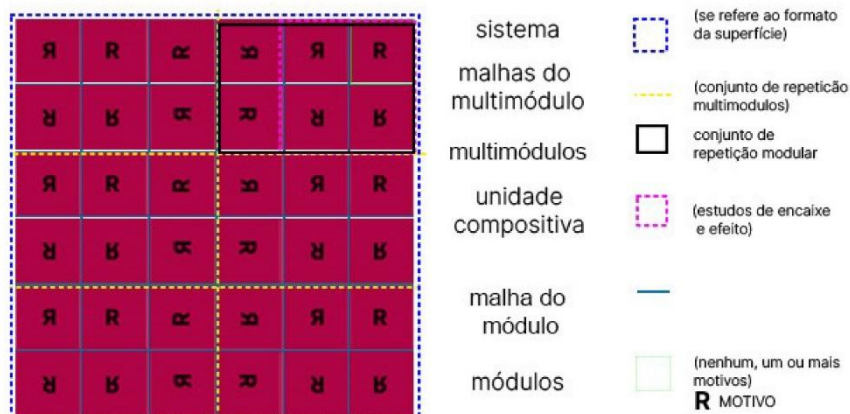 R R R R R R
R R R R R R
R R R R R R
R R R R R R
R R R R R R
R R R R R R
sistema
(se refere ao formato
da superfície)
malhas do
multimódulo
(conjunto de repeticão
multimodulos)
multimódulos
conjunto de
repetição modular
unidade
compositiva
(estudos de encaixe
e efeito)
malha do
módulo
módulos
(nenhum, um ou mais
motivos)
R MOTIVO